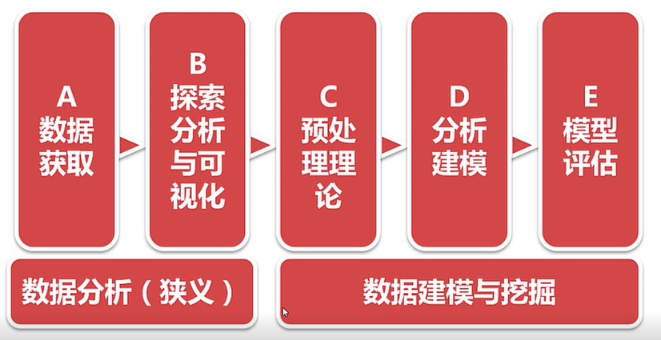 A
数据
获取
B
探索
分析
与可
视化
C
预处
理理
论
D
分析
建模
E
模型
评估
数据分析（狭义）
数据建模与挖掘